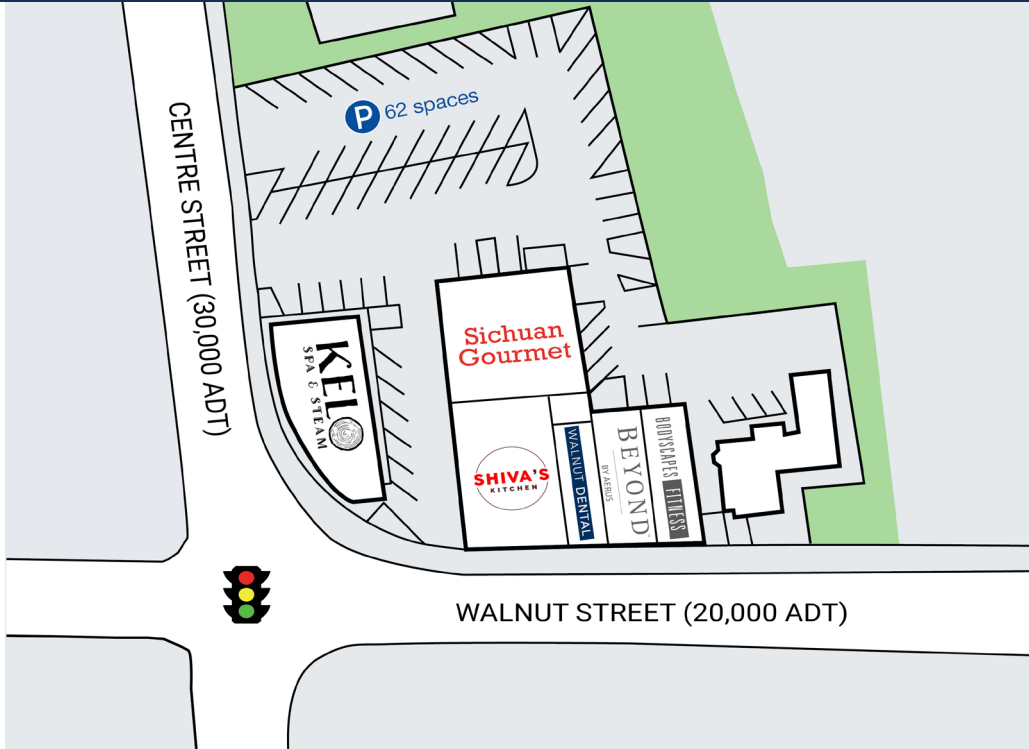 P 62 spaces
CENTRE STREET (30,000 ADT)
Sichuan
Gourmet
KELO
SPA & STEAM
SHIVA'S
KITCHEN
WALNUT DENTAL
BEYOND
BY AERUS
BODYSCAPES FITNESS
WALNUT STREET (20,000 ADT)